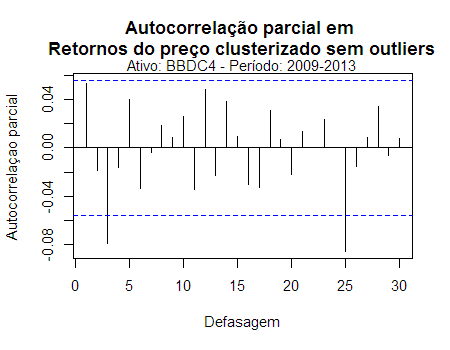 Autocorrelação parcial em
Retornos do preço clusterizado sem outliers
Ativo: BBDC4 - Período: 2009-2013
Autocorrelaçao parcial
0.04
0.00
-0.04
-0.08
0 5 10 15 20 25 30
Defasagem